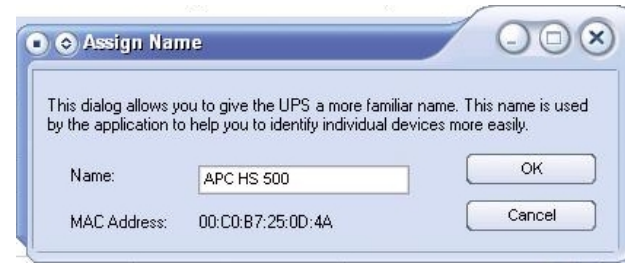 Assign Name
This dialog allows you to give the UPS a more familiar name. This name is used
by the application to help you to identify individual devices more easily.
Name: APC HS 500 OK
MAC Address: 00:C0:B7:25:0D:4A Cancel